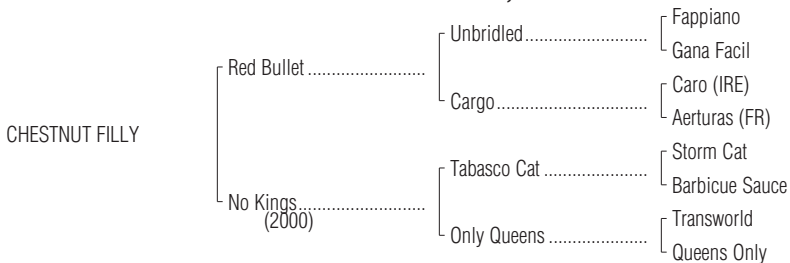 Fappiano
Unbridled..........................
Gana Facil
Red Bullet.........................
Caro (IRE)
Cargo................................
Aerturas (FR)
CHESTNUT FILLY
Storm Cat
Tabasco Cat......................
Barbicue Sauce
No Kings...........................
(2000)
Transworld
Only Queens.....................
Queens Only